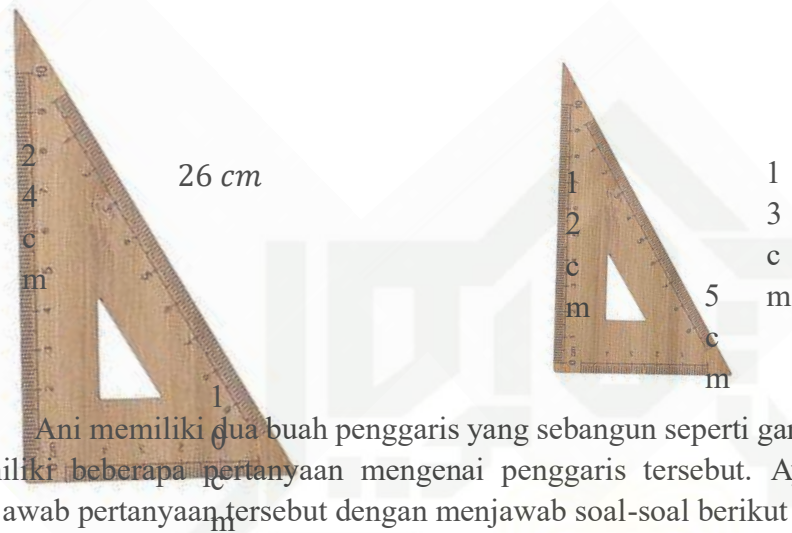 24 cm
26 cm
10 cm
12 cm
13 cm
5 cm
Ani memiliki dua buah penggaris yang sebangun seperti gam
iliki beberapa pertanyaan mengenai penggaris tersebut. A
awab pertanyaan tersebut dengan menjawab soal-soal berikut